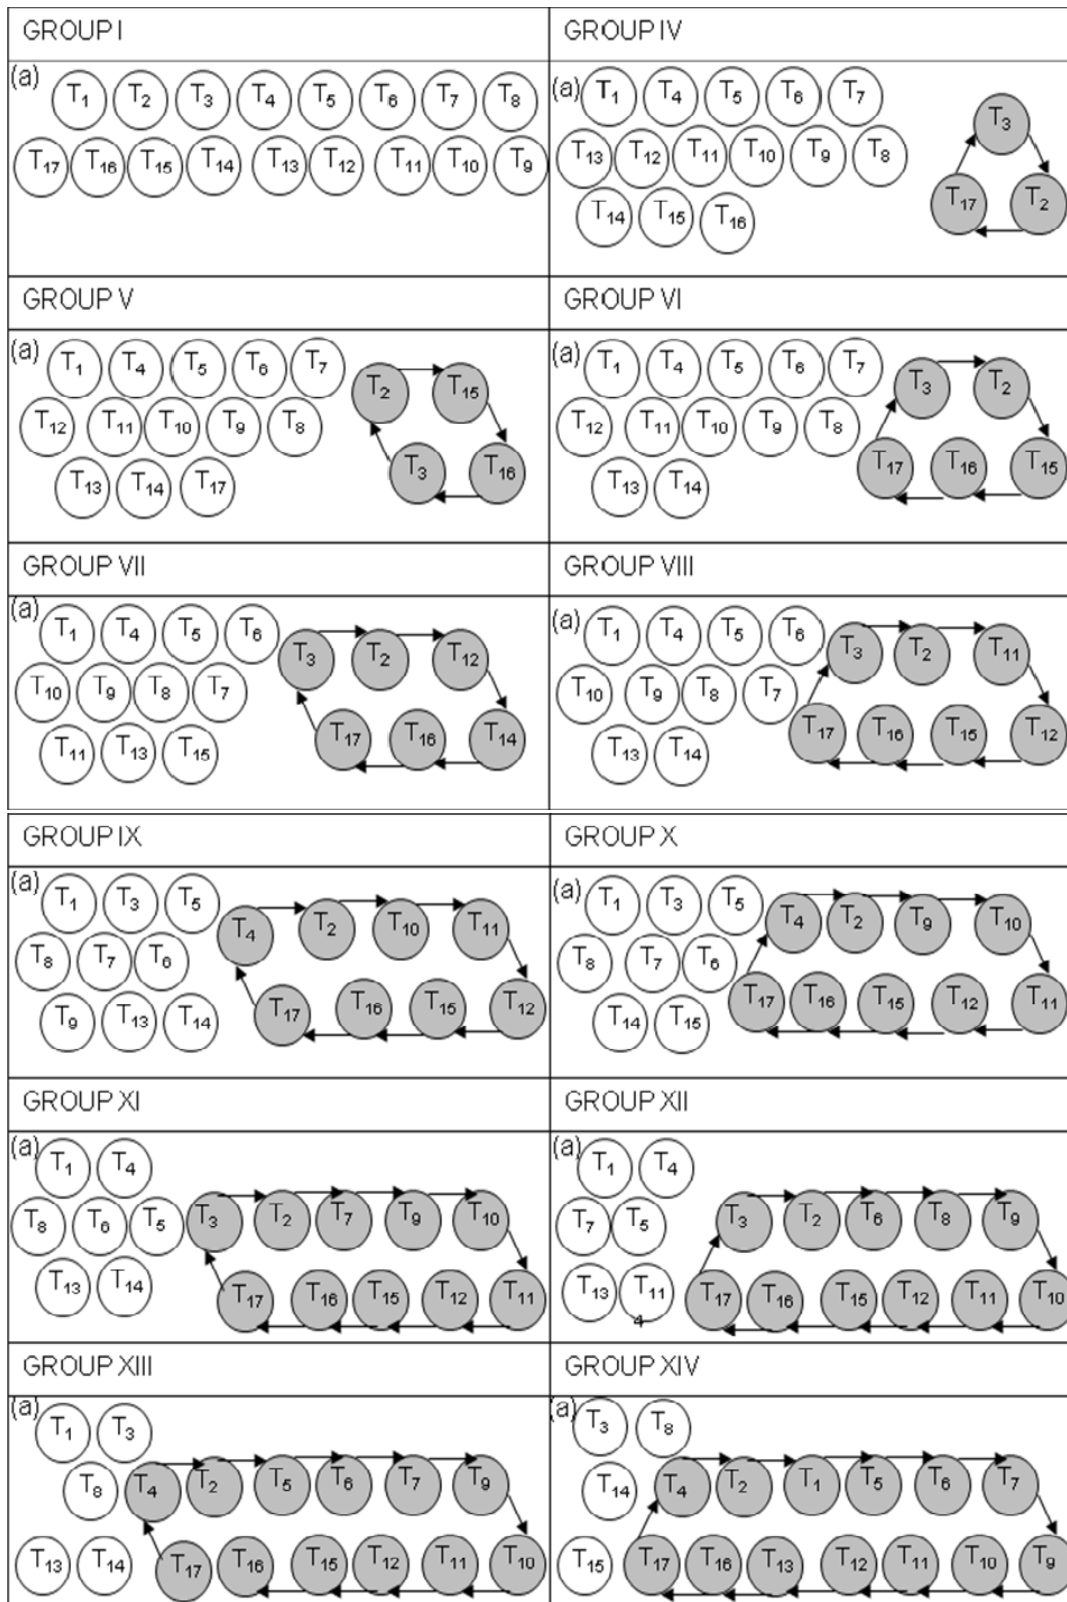 GROUP I
GROUP IV
(a) T1 T2 T3 T4 T5 T6 T7 T8
T17 T16 T15 T14 T13 T12 T11 T10 T9
(a) T1 T4 T5 T6 T7
T3
T13 T12 T11 T10 T9 T8
T17 T2
T14 T15 T16
GROUP V
GROUP VI
(a) T1 T4 T5 T6 T7
T2 T15
T12 T11 T10 T9 T8
T3 T16
T13 T14 T17
(a) T1 T4 T5 T6 T7
T3 T2
T12 T11 T10 T9 T8
T17 T16 T15
T13 T14
GROUP VII
GROUP VIII
(a) T1 T4 T5 T6
T3 T2 T12
T10 T9 T8 T7
T17 T16 T14
T11 T13 T15
(a) T1 T4 T5 T6
T3 T2 T11
T10 T9 T8 T7
T17 T16 T15 T12
T13 T14
GROUP IX
GROUP X
(a) T1 T3 T5
T4 T2 T10 T11
T8 T7 T6
T17 T16 T15 T12
T9 T13 T14
(a) T1 T3 T5
T4 T2 T9 T10
T8 T7 T6
T17 T16 T15 T12 T11
T14 T15
GROUP XI
GROUP XII
(a) T1 T4
T3 T2 T7 T9 T10
T8 T6 T5
T17 T16 T15 T12 T11
T13 T14
(a) T1 T4
T3 T2 T6 T8 T9
T7 T5
T17 T16 T15 T12 T11 T10
T13 T11
4
GROUP XIII
GROUP XIV
(a) T1 T3
T4 T2 T5 T6 T7 T9
T8
T17 T16 T15 T12 T11 T10
T13 T14
(a) T3 T8
T4 T2 T1 T5 T6 T7
T14
T17 T16 T13 T12 T11 T10 T9
T15